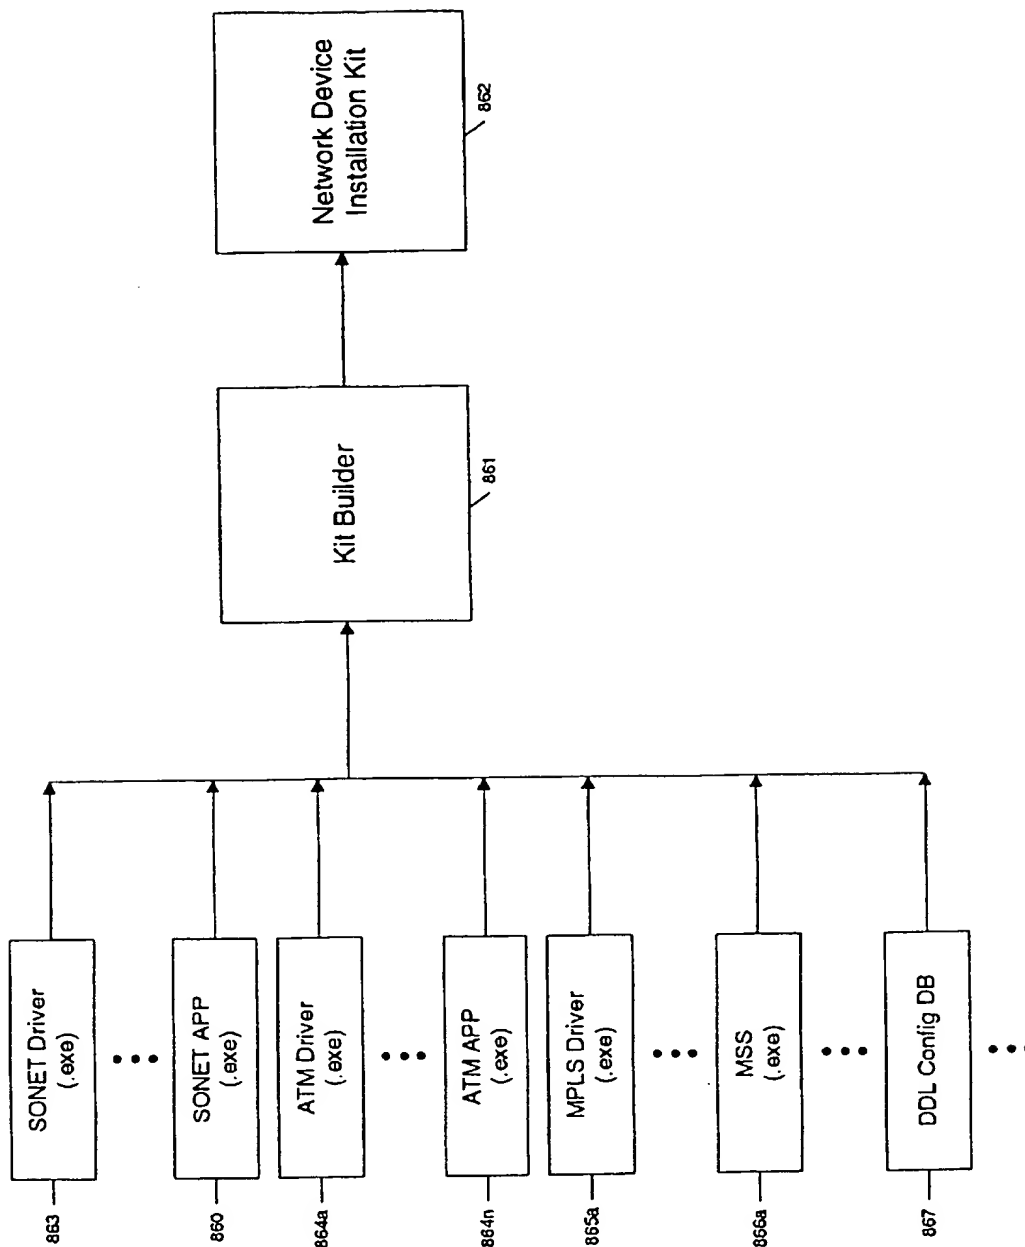 863
SONET Driver
(.exe)
860
SONET APP
(.exe)
864a
ATM Driver
(.exe)
864n
ATM APP
(.exe)
865a
MPLS Driver
(.exe)
866a
MSS
(.exe)
867
DDL Config DB
Kit Builder
861
Network Device
Installation Kit
862